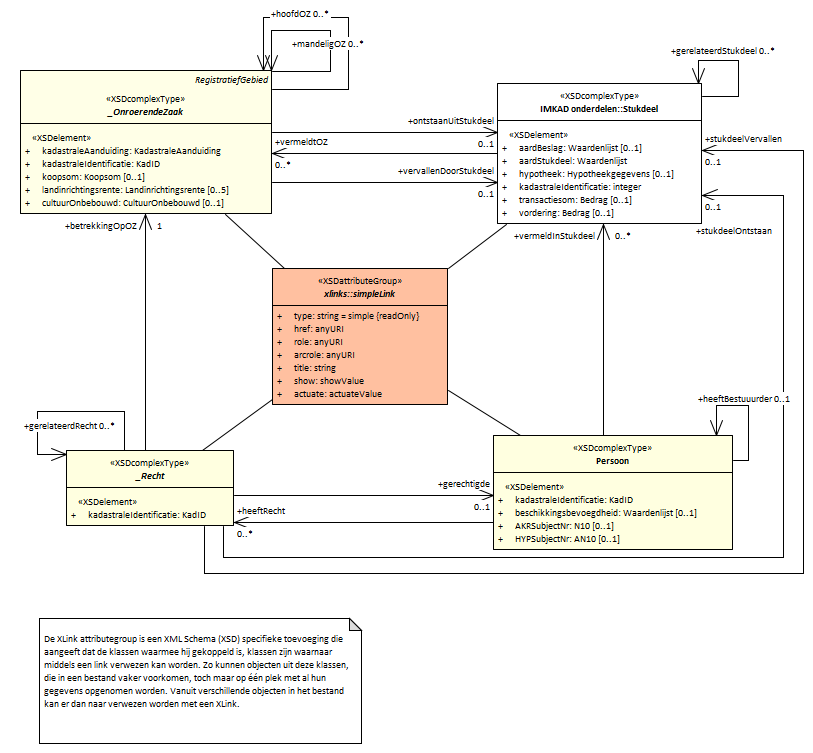 +hoofdOZ 0..*
+mandeligOZ 0..*
RegistratiefGebied
«XSDcomplexType»
_OnroerendeZaak
«XSDelement»
+ kadastraleAanduiding: KadastraleAanduiding
+ kadastraleIdentificatie: KadID
+ koopsom: Koopsom [0..1]
+ landinrichtingsrente: Landinrichtingsrente [0..5]
+ cultuurOnbebouwd: CultuurOnbebouwd [0..1]
+gerelateerdStukdeel 0..*
«XSDcomplexType»
IMKAD onderdelen::Stukdeel
«XSDelement»
+ aardBeslag: Waardenlijst [0..1]
+ aardStukdeel: Waardenlijst
+ hypotheek: Hypotheekgegevens [0..1]
+ kadastraleIdentificatie: integer
+ transactiesom: Bedrag [0..1]
+ vordering: Bedrag [0..1]
+ontstaanUitStukdeel
0..1
+vermeldtOZ
0..*
+vervallenDoorStukdeel
0..1
+stukdeelVervallen
0..1
0..1
+stukdeelOntstaan
+betrekkingOpOZ 1
+vermeldInStukdeel 0..*
«XSDattributeGroup»
xlinks::simpleLink
+ type: string = simple {readOnly}
+ href: anyURI
+ role: anyURI
+ arcrole: anyURI
+ title: string
+ show: showValue
+ actuate: actuateValue
+gerelateerdRecht 0..*
«XSDcomplexType»
_Recht
«XSDelement»
+ kadastraleIdentificatie: KadID
+heeftBestuuurder 0..1
«XSDcomplexType»
Persoon
«XSDelement»
+ kadastraleIdentificatie: KadID
+ beschikkingsbevoegdheid: Waardenlijst [0..1]
+ AKRSubjectNr: N10 [0..1]
+ HYPSubjectNr: AN10 [0..1]
+gerechtigde
0..1
+heeftRecht
0..*
De XLink attributegroup is een XML Schema (XSD) specifieke toevoeging die
aangeeft dat de klassen waarmee hij gekoppeld is, klassen zijn waarnaar
middels een link verwezen kan worden. Zo kunnen objecten uit deze klassen,
die in een bestand vaker voorkomen, toch maar op één plek met al hun
gegevens opgenomen worden. Vanuit verschillende objecten in het bestand
kan er dan naar verwezen worden met een XLink.